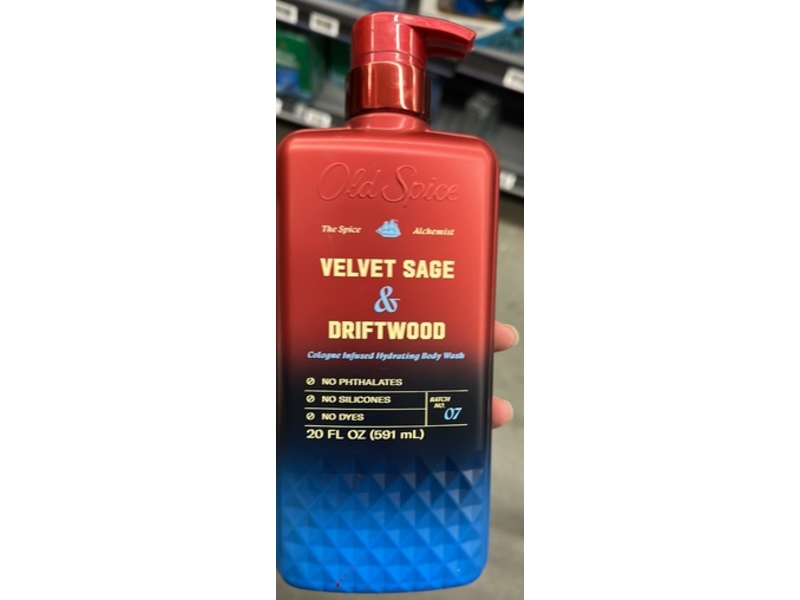 Old Spice
The Spice Alchemist
VELVET SAGE
&
DRIFTWOOD
Cologne Infused Hydrating Body Wash
NO PHTHALATES
NO SILICONES
NO DYES
BATCH
NO.
07
20 FL OZ (591 mL)